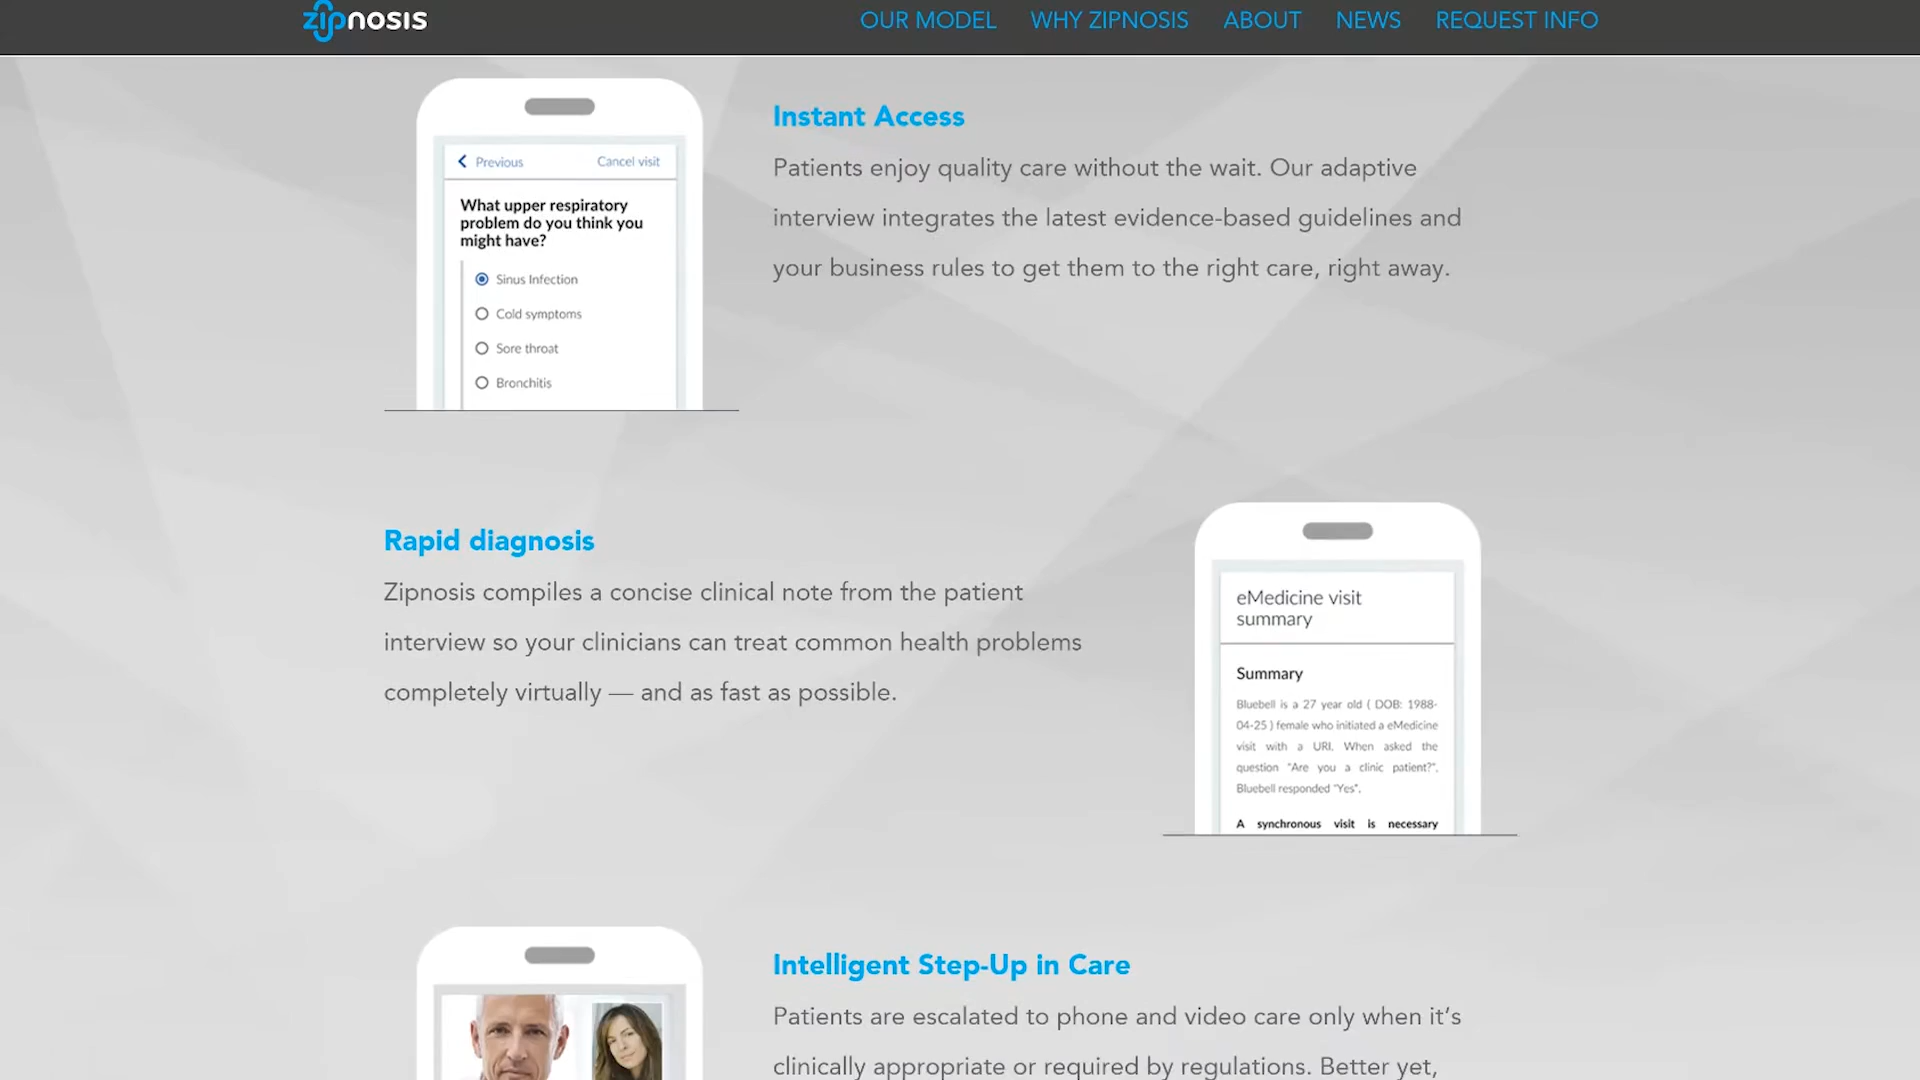 zipnosis
OUR MODEL WHY ZIPNOSIS ABOUT NEWS REQUEST INFO
Previous Cancel visit
What upper respiratory
problem do you think you
might have?
Sinus Infection
Cold symptoms
Sore throat
Bronchitis
Instant Access
Patients enjoy quality care without the wait. Our adaptive
interview integrates the latest evidence-based guidelines and
your business rules to get them to the right care, right away.
Rapid diagnosis
Zipnosis compiles a concise clinical note from the patient
interview so your clinicians can treat common health problems
completely virtually — and as fast as possible.
eMedicine visit
summary
Summary
Bluebell is a 27 year old ( DOB: 1988-
04-25 ) female who initiated a eMedicine
visit with a URI. When asked the
question "Are you a clinic patient?",
Bluebell responded "Yes".
A synchronous visit is necessary
Intelligent Step-Up in Care
Patients are escalated to phone and video care only when it's
clinically appropriate or required by regulations. Better yet,